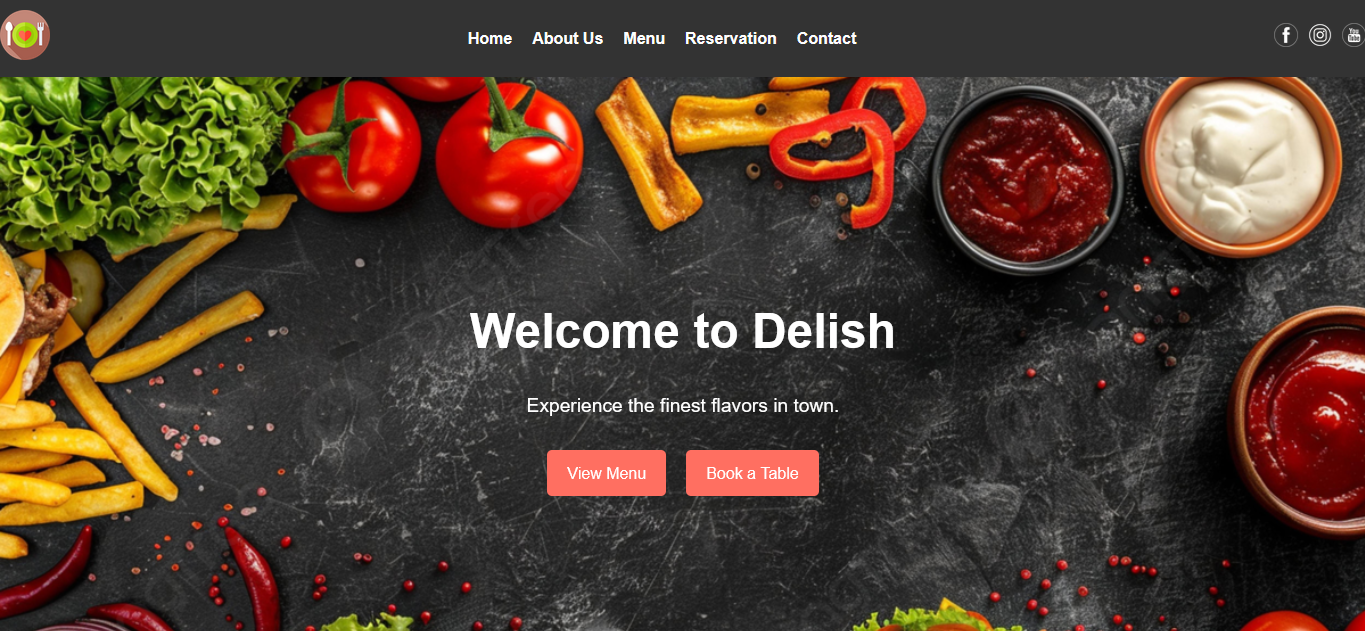 Home About Us Menu Reservation Contact
Welcome to Delish
Experience the finest flavors in town.
View Menu Book a Table